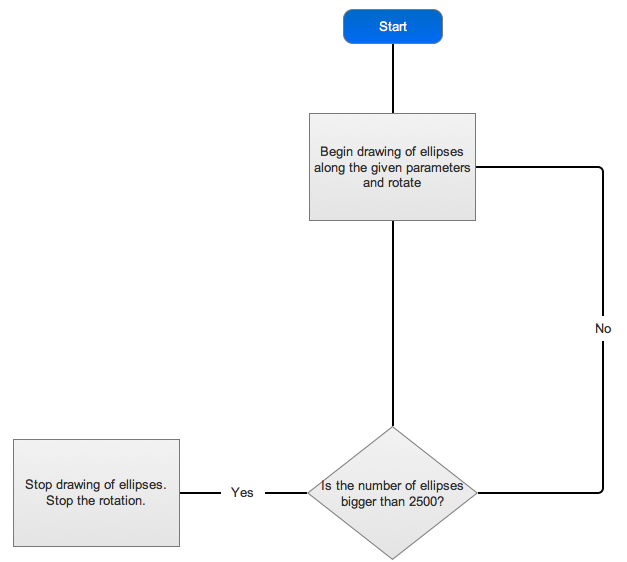 Start
Begin drawing of ellipses
along the given parameters
and rotate
No
Is the number of ellipses
bigger than 2500?
Yes
Stop drawing of ellipses.
Stop the rotation.